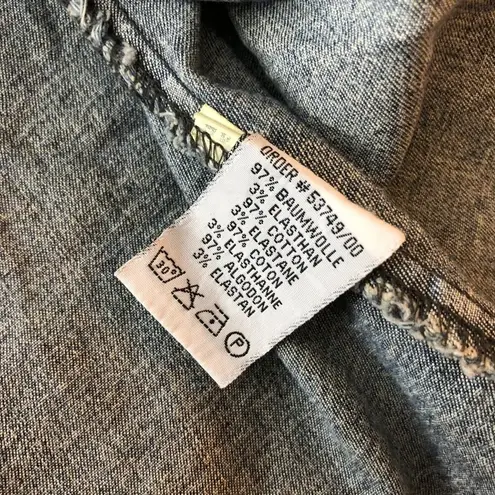 ORDER # 53749/00
97% BAUMWOLLE
3% ELASTHAN
97% COTTON
3% ELASTANE
97% COTON
3% ELASTHANNE
97% ALGODON
3% ELASTAN
30°
P